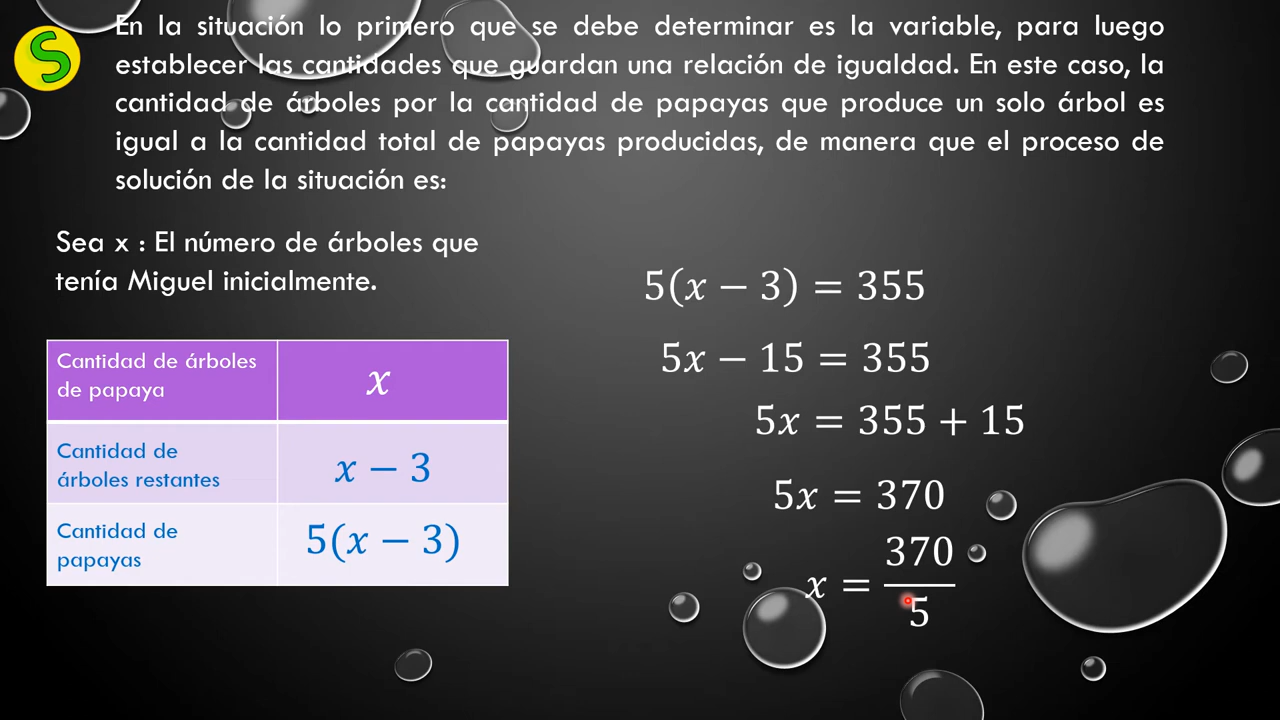 S
En la situación lo primero que se debe determinar es la variable, para luego
establecer las cantidades que guardan una relación de igualdad. En este caso, la
cantidad de árboles por la cantidad de papayas que produce un solo árbol es
igual a la cantidad total de papayas producidas, de manera que el proceso de
solución de la situación es:
Sea x : El número de árboles que
tenía Miguel inicialmente.
Cantidad de árboles
de papaya
x
Cantidad de
árboles restantes
x − 3
Cantidad de
papayas
5(x − 3)
5(x − 3) = 355
5x − 15 = 355
5x = 355 + 15
5x = 370
x = 370/5